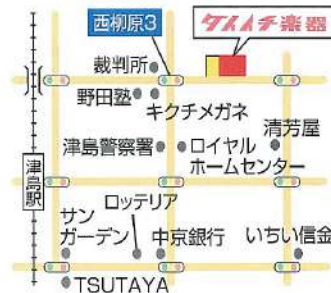 西柳原3
ケイイチ楽器
裁判所
野田塾
キクチメガネ
津島警察署
ロイヤル
ホームセンター
清芳屋
津島駅
サン
ガーデン
ロッテリア
中京銀行
いちい信金
TSUTAYA